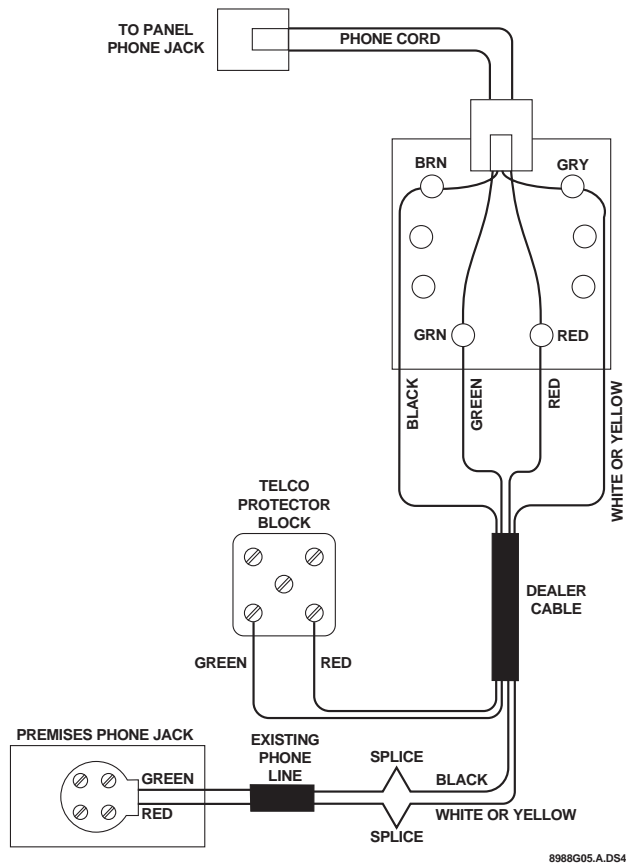 TO PANEL
PHONE JACK
PHONE CORD
BRN
GRY
GRN
RED
BLACK
GREEN
RED
WHITE OR YELLOW
TELCO
PROTECTOR
BLOCK
DEALER
CABLE
GREEN
RED
PREMISES PHONE JACK
EXISTING
PHONE
LINE
SPLICE
GREEN
BLACK
RED
WHITE OR YELLOW
SPLICE
8988G05.A.DS4